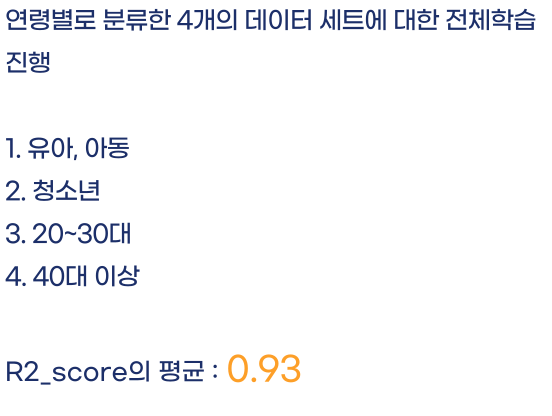 연령별로 분류한 4개의 데이터 세트에 대한 전체학습
진행
1. 유아, 아동
2. 청소년
3. 20~30대
4. 40대 이상
R2_score의 평균 : 0.93